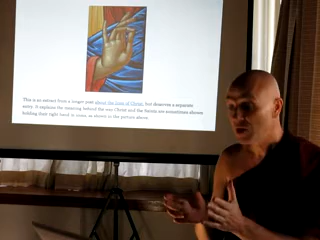 This is an extract from a longer post about the Icon of Christ, but deserves a separate
entry. It explains the meaning behind the way Christ and the Saints are sometimes shown
holding their right hand in icons, as shown in the picture above.